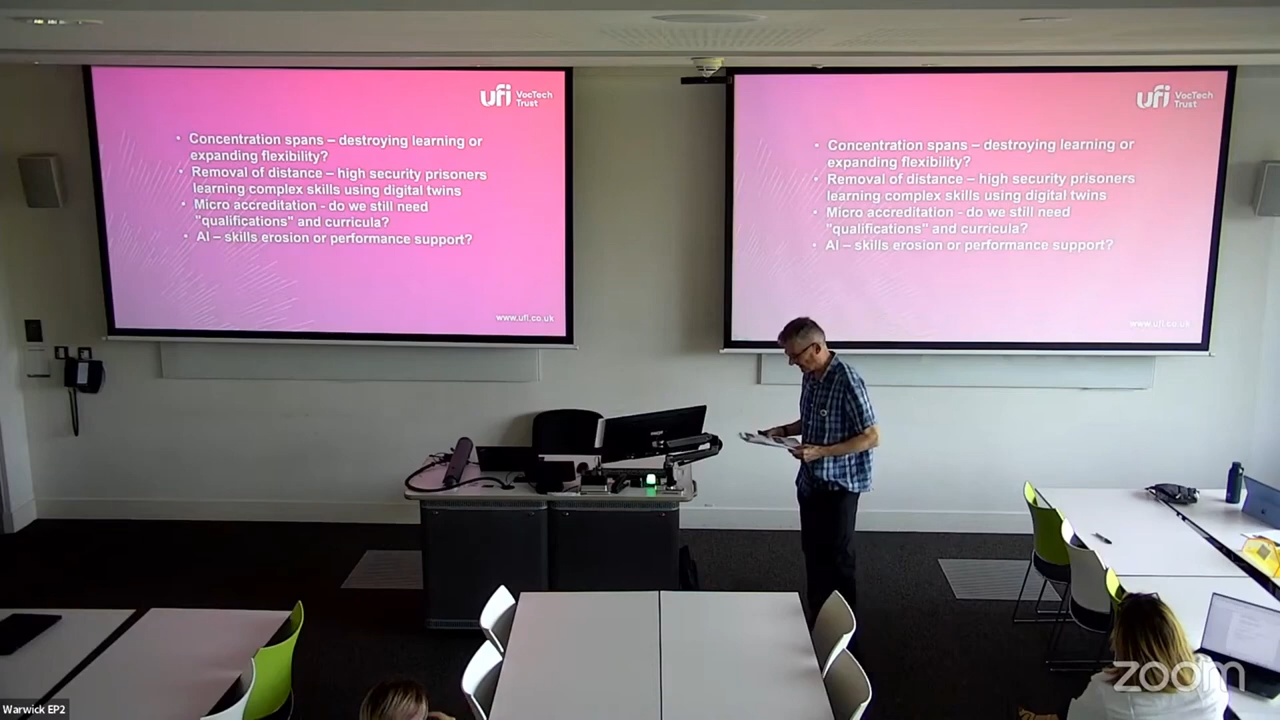 ufi VocTech
Trust
• Concentration spans – destroying learning or
expanding flexibility?
• Removal of distance – high security prisoners
learning complex skills using digital twins
• Micro accreditation - do we still need
"qualifications" and curricula?
• AI – skills erosion or performance support?
www.ufi.co.uk
ufi VocTech
Trust
• Concentration spans – destroying learning or
expanding flexibility?
• Removal of distance – high security prisoners
learning complex skills using digital twins
• Micro accreditation - do we still need
"qualifications" and curricula?
• AI – skills erosion or performance support?
www.ufi.co.uk
zoom
Warwick EP2